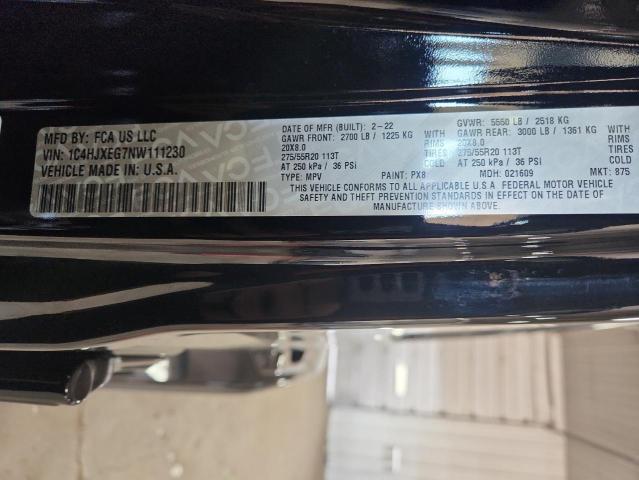 MFD BY: FCA US LLC
VIN: 1C4HJXEG7NW111230
VEHICLE MADE IN U.S.A.
DATE OF MFR (BUILT): 2-22 GVWR: 5550 LB / 2518 KG
GAWR FRONT: 2700 LB / 1225 KG WITH GAWR REAR: 3000 LB / 1361 KG WITH
20X8.0 RIMS 20X8.0 RIMS
275/55R20 113T TIRES 275/55R20 113T TIRES
AT 250 kPa / 36 PSI AT 250 kPa / 36 PSI
TYPE: MPV PAINT: PX8 MDH: 021609 MKT: 875
THIS VEHICLE CONFORMS TO ALL APPLICABLE U.S.A. FEDERAL MOTOR VEHICLE
SAFETY AND THEFT PREVENTION STANDARDS IN EFFECT ON THE DATE OF
MANUFACTURE SHOWN ABOVE.